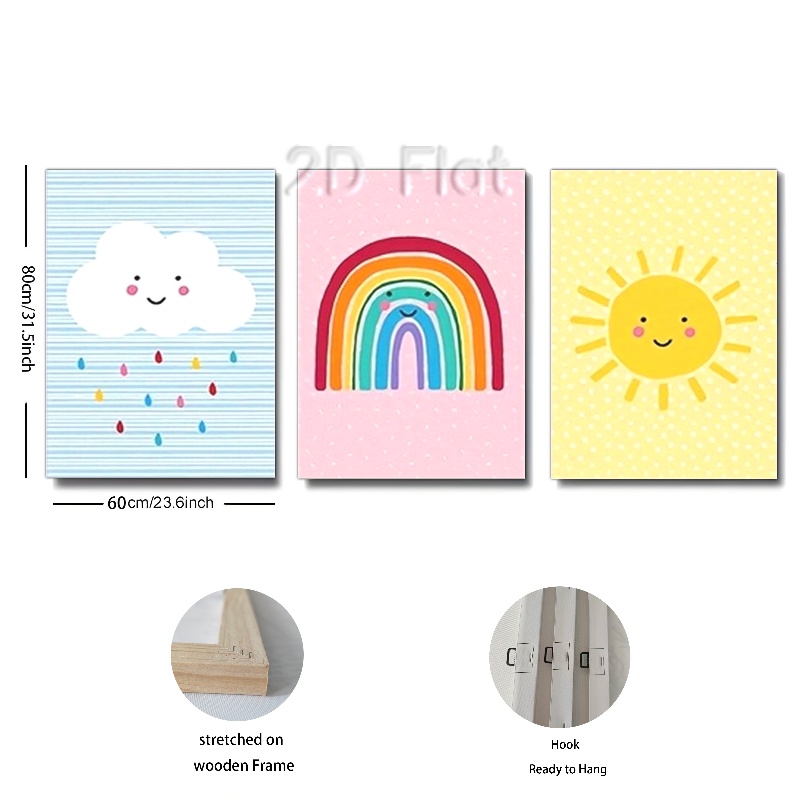 2D Flat
80cm/31.5inch
60cm/23.6inch
stretched on
wooden Frame
Hook
Ready to Hang